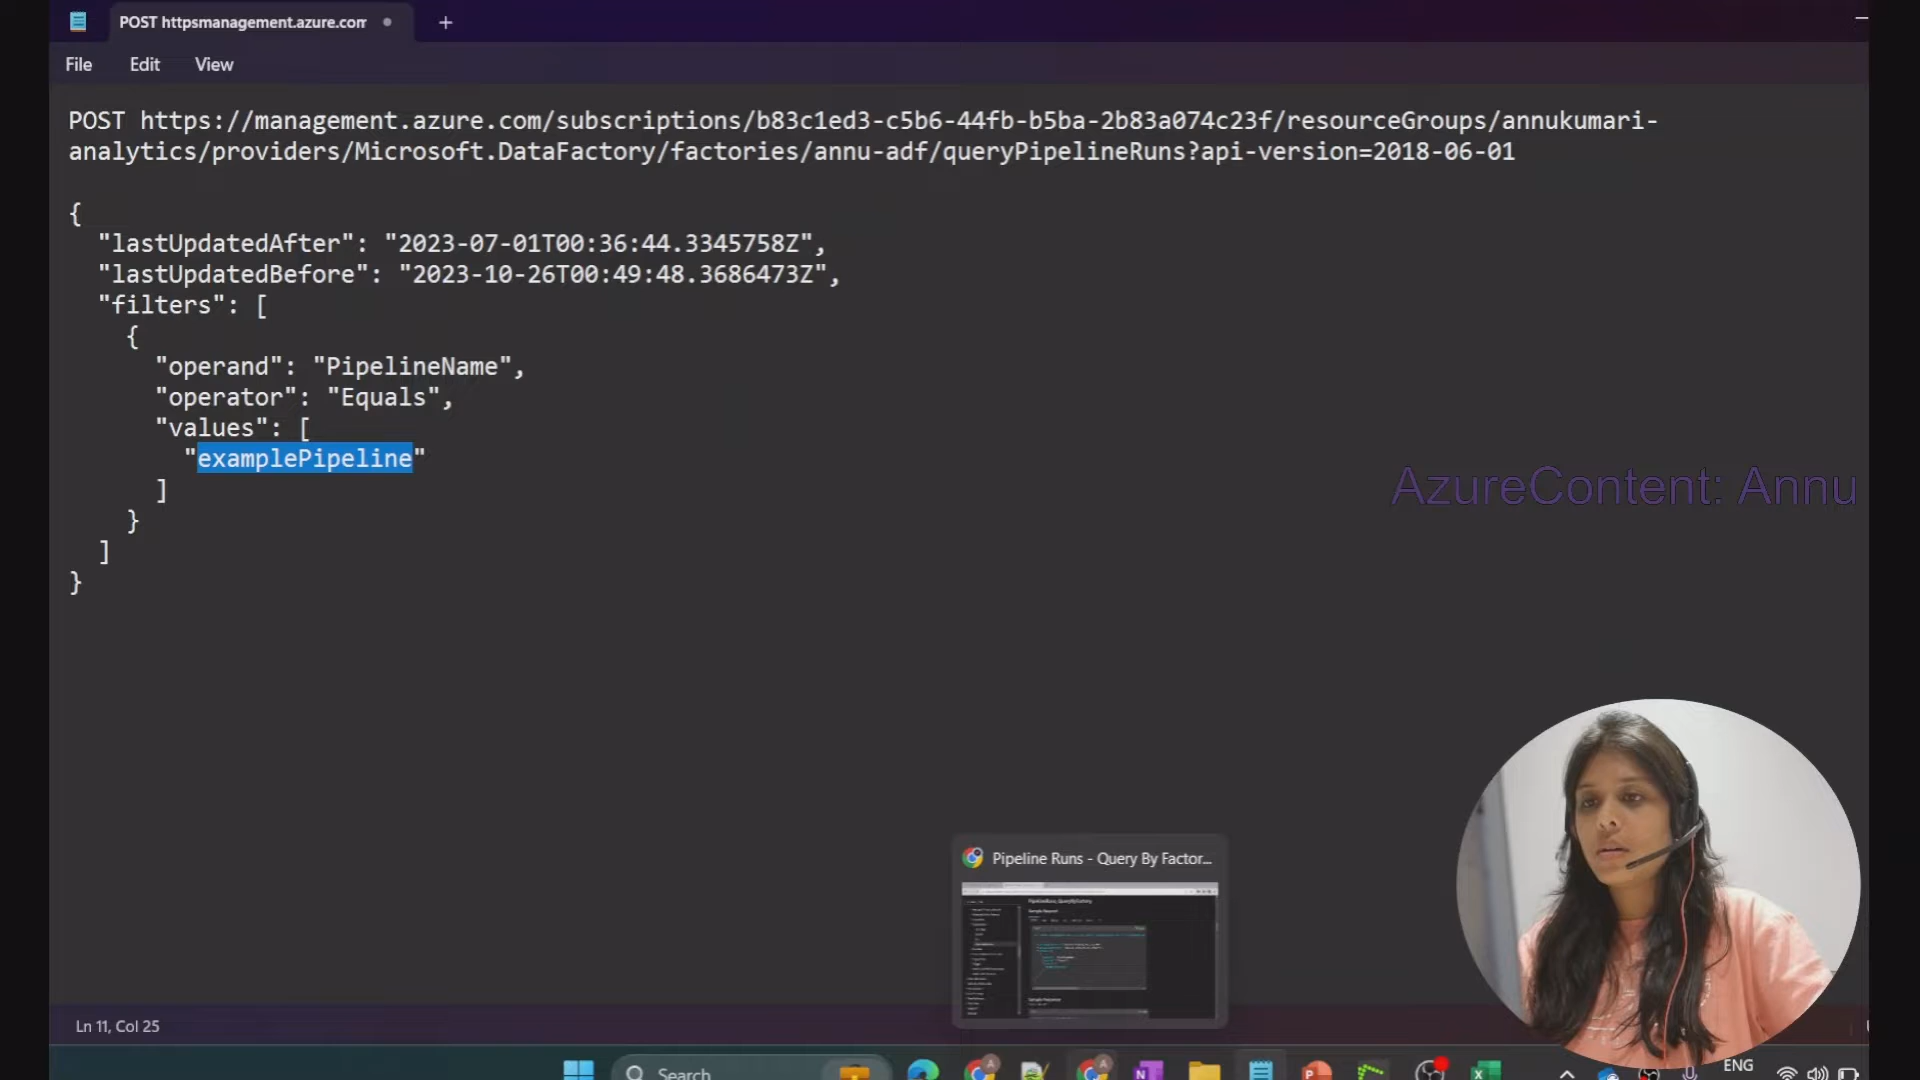 POST httpsmanagement.azure.com
File Edit View
POST https://management.azure.com/subscriptions/b83c1ed3-c5b6-44fb-b5ba-2b83a074c23f/resourceGroups/annukumari-
analytics/providers/Microsoft.DataFactory/factories/annu-adf/queryPipelineRuns?api-version=2018-06-01
{
"lastUpdatedAfter": "2023-07-01T00:36:44.3345758Z",
"lastUpdatedBefore": "2023-10-26T00:49:48.3686473Z",
"filters": [
{
"operand": "PipelineName",
"operator": "Equals",
"values": [
"examplePipeline"
]
}
]
}
AzureContent: Annu
Pipeline Runs - Query By Factor...
Ln 11, Col 25
Search
ENG